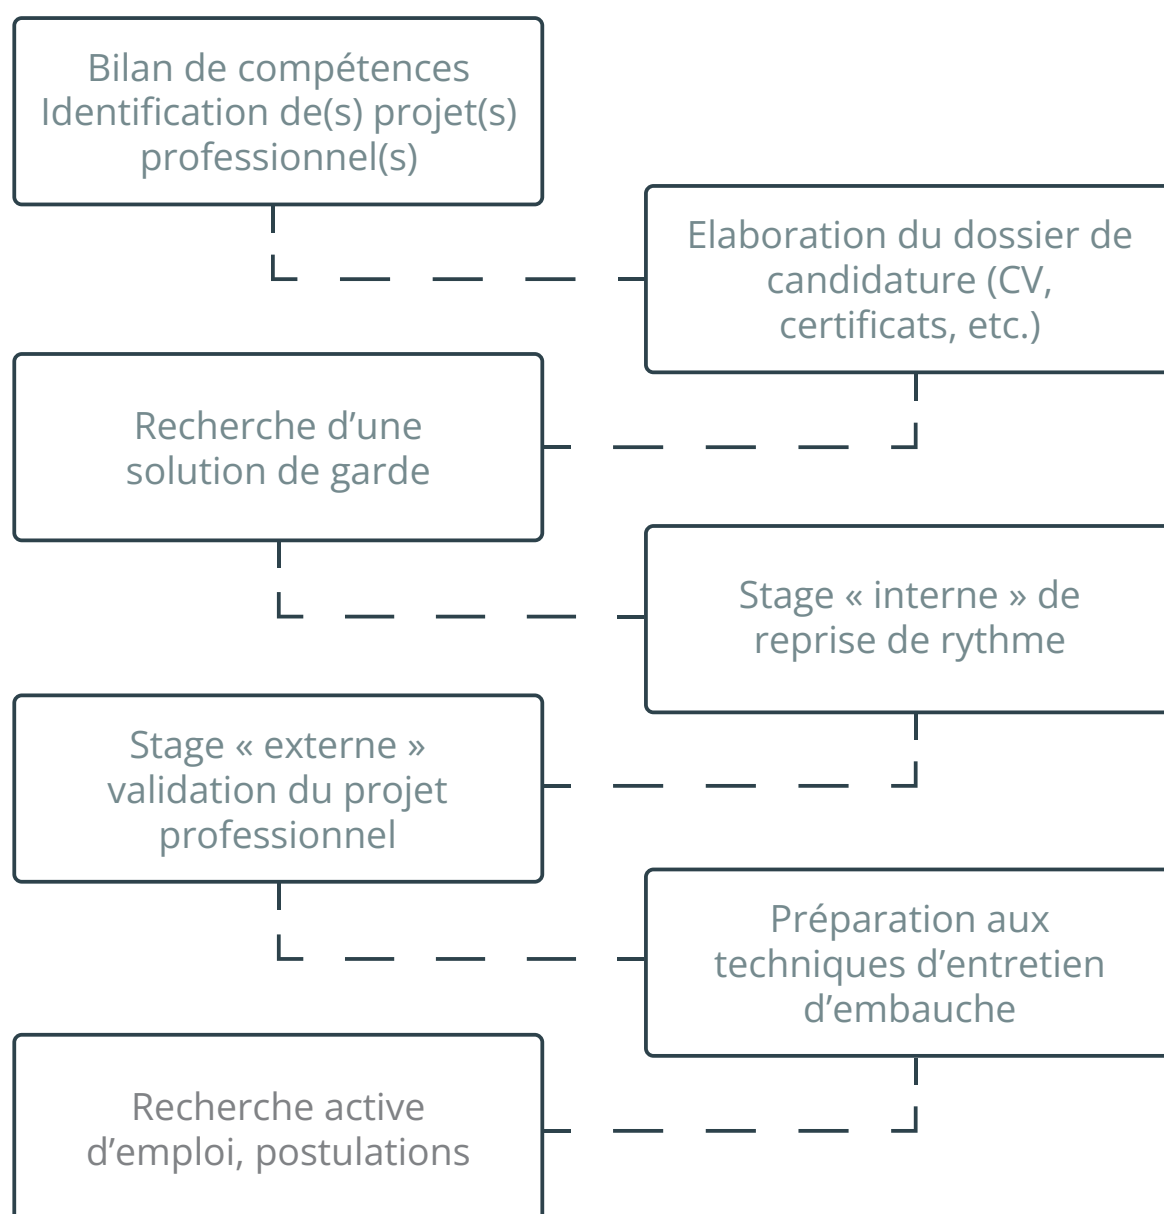 Bilan de compétences
Identification de(s) projet(s)
professionnel(s)
Elaboration du dossier de
candidature (CV,
certificats, etc.)
Recherche d’une
solution de garde
Stage « interne » de
reprise de rythme
Stage « externe »
validation du projet
professionnel
Préparation aux
techniques d’entretien
d’embauche
Recherche active
d’emploi, postulations